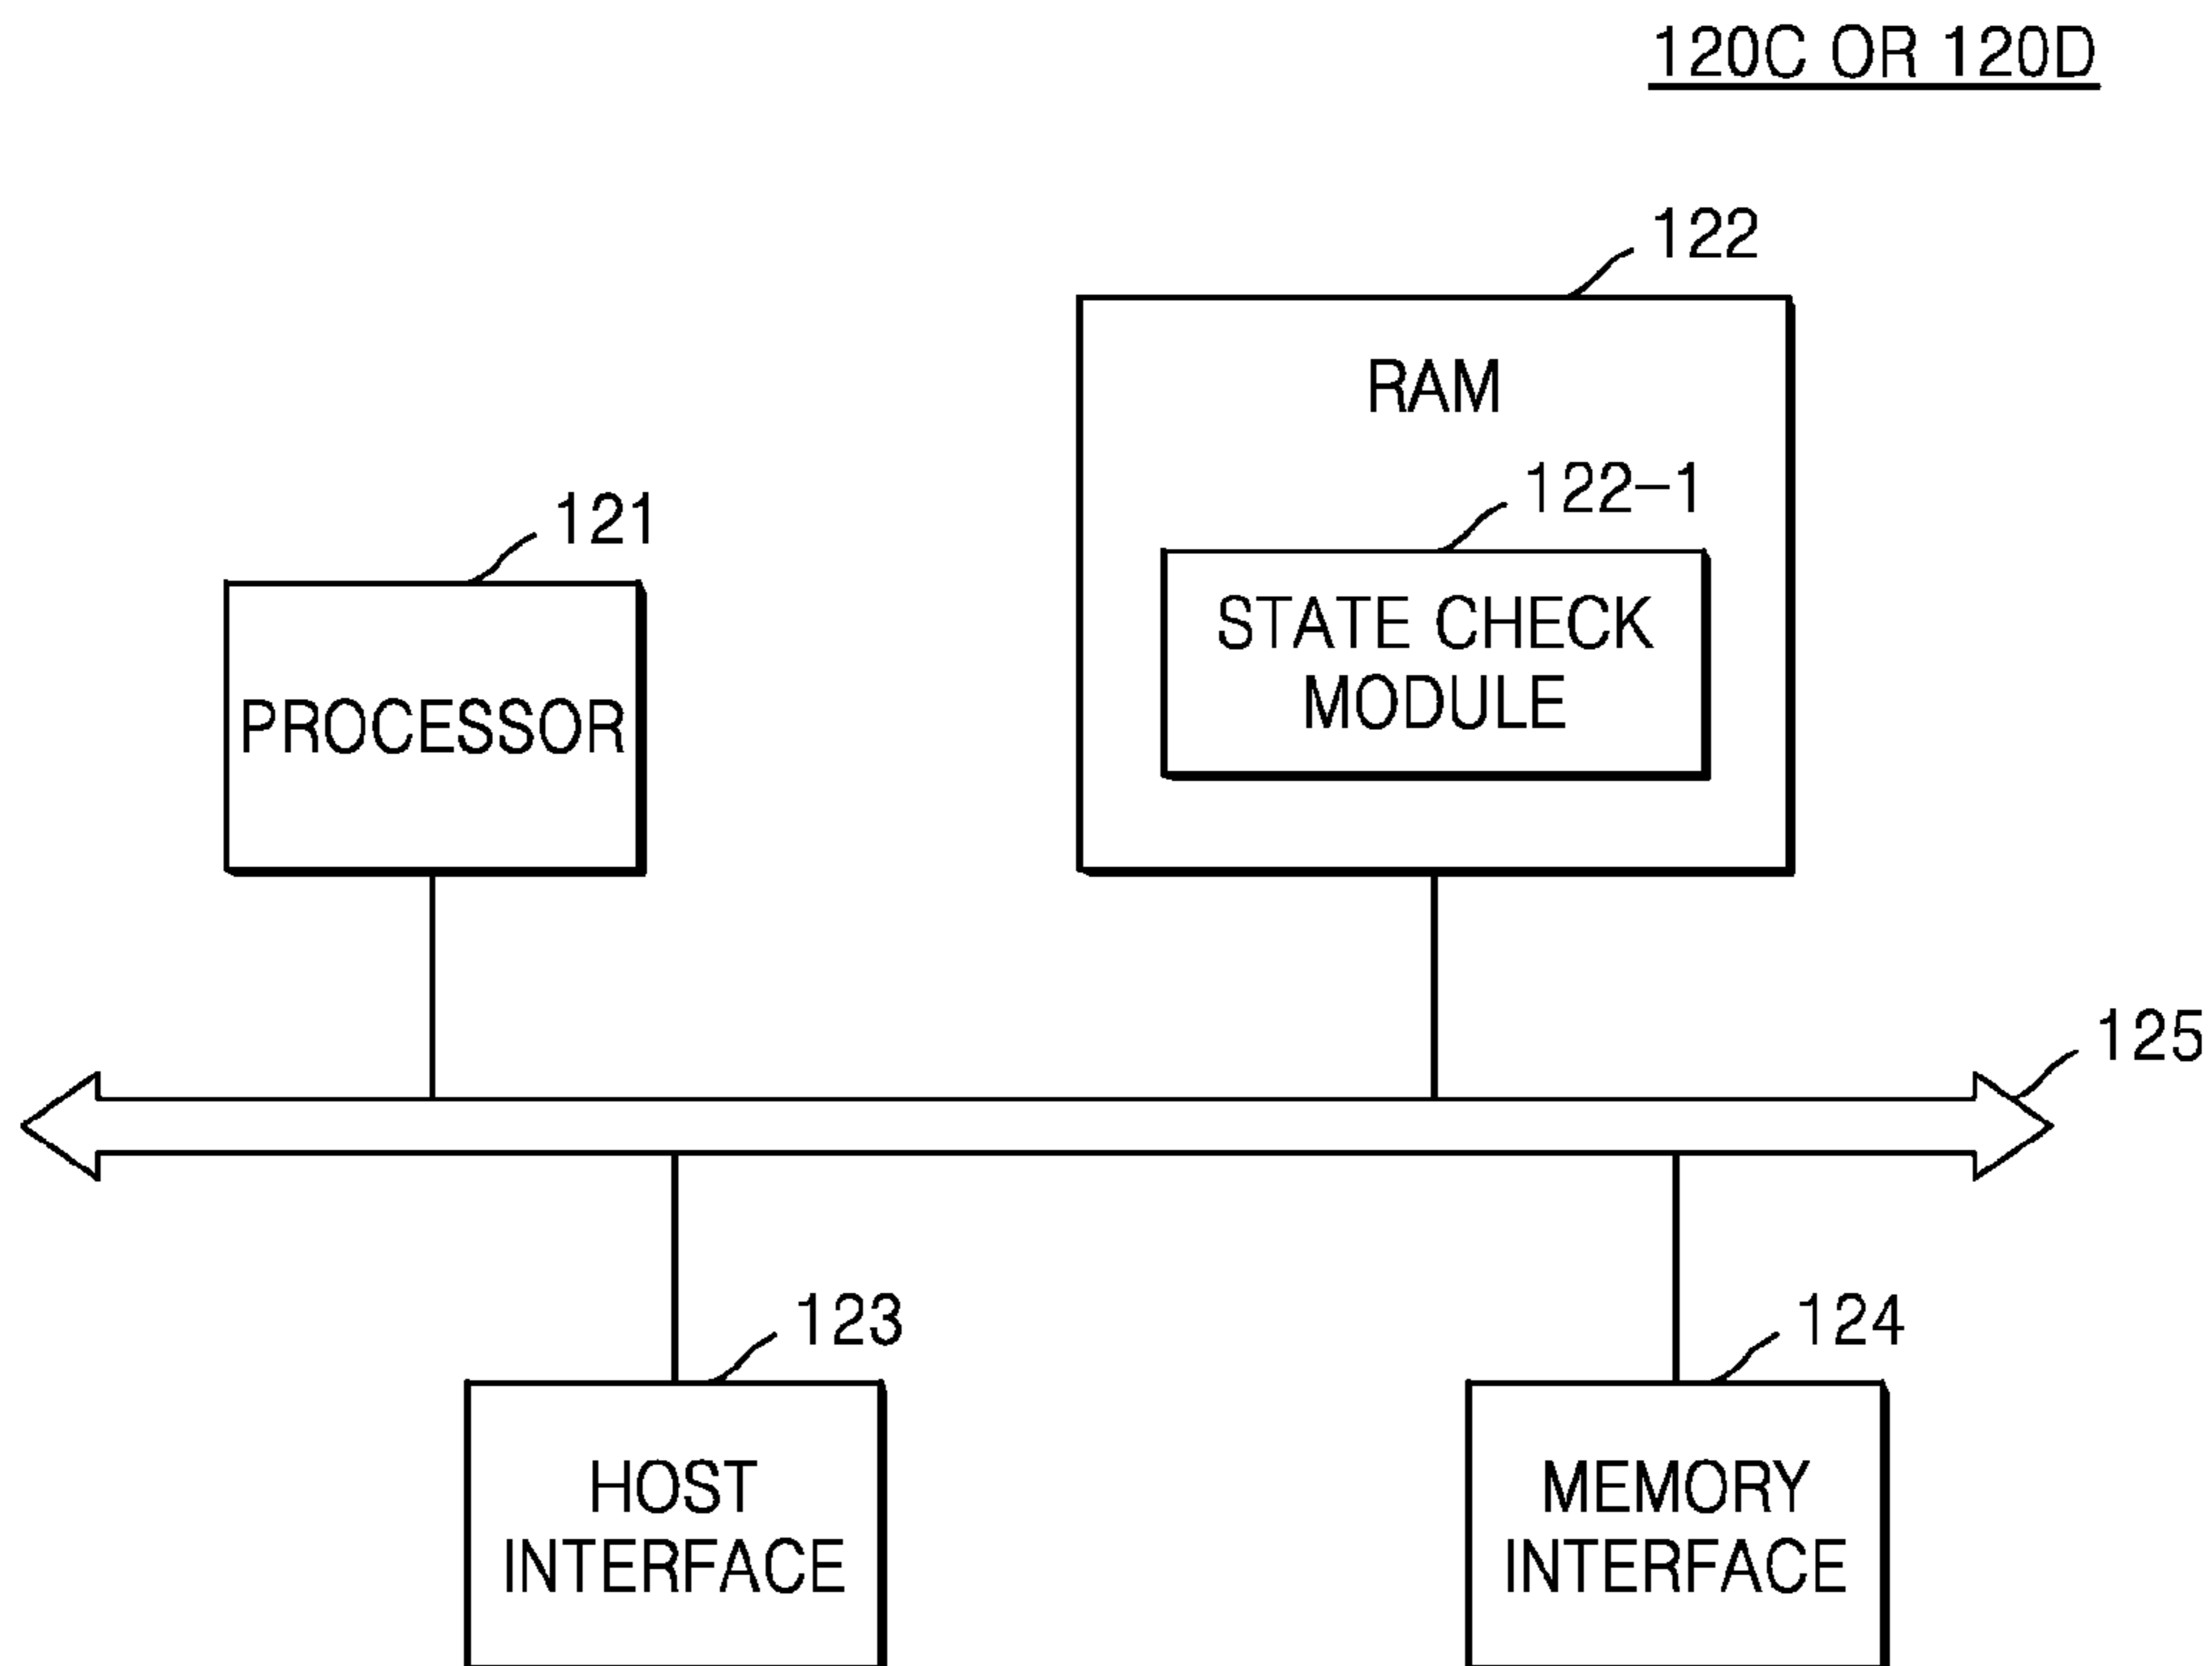 120C OR 120D
122
RAM
122-1
STATE CHECK
MODULE
121
PROCESSOR
125
123
HOST
INTERFACE
124
MEMORY
INTERFACE